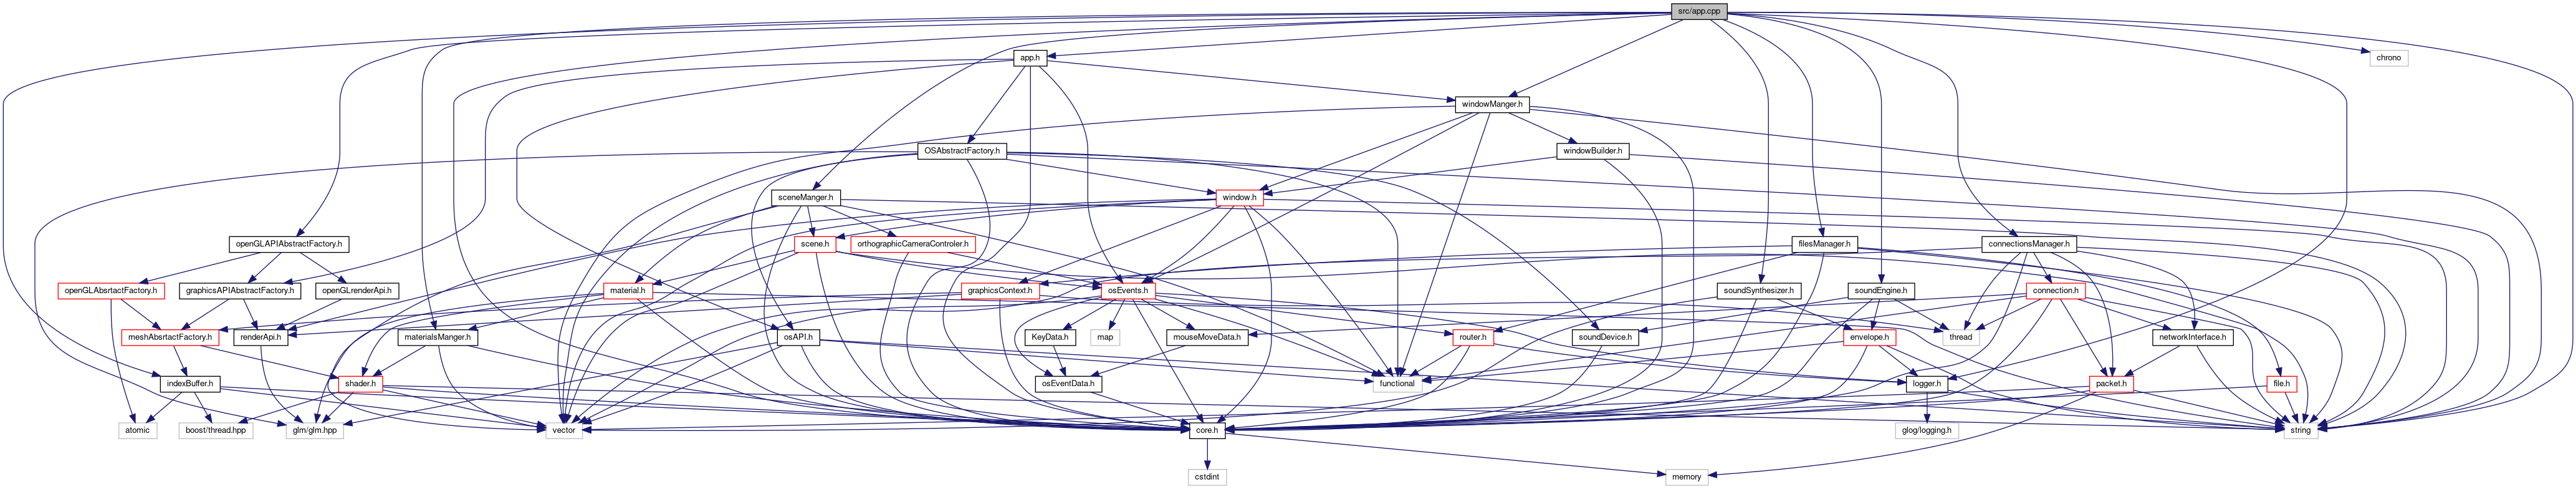 src/app.cpp
app.h
chrono
windowManger.h
OSAbstractFactory.h
windowBuilder.h
sceneManger.h
window.h
openGLAPIAbstractFactory.h
scene.h
orthographicCameraControler.h
filesManager.h
connectionsManager.h
openGLAbsrtactFactory.h
graphicsAPIAbstractFactory.h
openGLrenderApi.h
material.h
graphicsContext.h
osEvents.h
soundSynthesizer.h
soundEngine.h
connection.h
meshAbsrtactFactory.h
renderApi.h
materialsManger.h
osAPI.h
KeyData.h
map
mouseMoveData.h
router.h
soundDevice.h
envelope.h
thread
networkInterface.h
indexBuffer.h
shader.h
osEventData.h
functional
logger.h
packet.h
file.h
atomic
boost/thread.hpp
glm/glm.hpp
vector
core.h
glog/logging.h
string
cstdint
memory